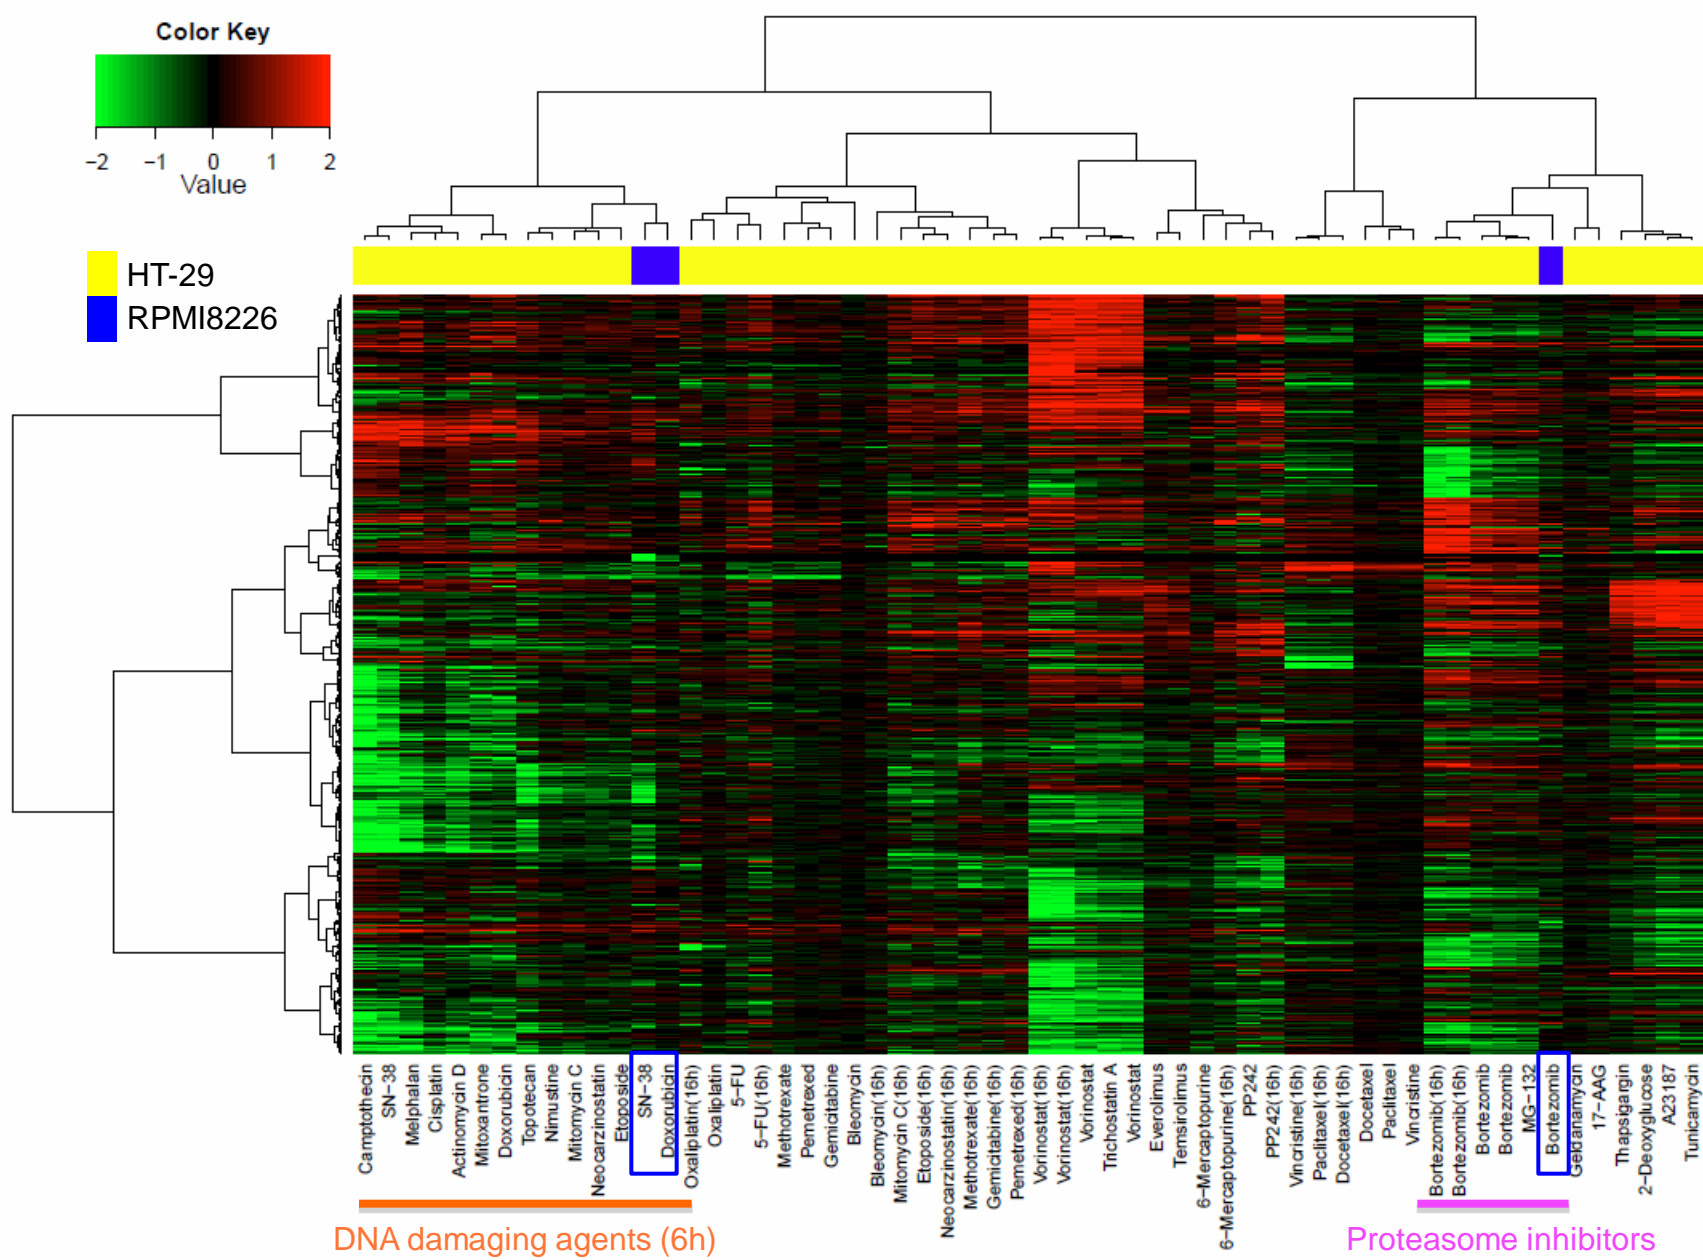 Color Key
−2 −1 0 1 2
Value
HT-29
RPMI8226
Camptothecin
SN−38
Melphalan
Cisplatin
Actinomycin D
Mitoxantrone
Doxorubicin
Topotecan
Nimustine
Mitomycin C
Neocarzinostatin
Etoposide
SN−38
Doxorubicin
Oxaliplatin(16h)
Oxaliplatin
5−FU
5−FU(16h)
Methotrexate
Pemetrexed
Gemicitabine
Bleomycin
Bleomycin(16h)
Mitomycin C(16h)
Etoposide(16h)
Neocarzinostatin(16h)
Methotrexate(16h)
Gemicitabine(16h)
Pemetrexed(16h)
Vorinostat(16h)
Vorinostat(16h)
Vorinostat
Trichostatin A
Vorinostat
Everolimus
Temsirolimus
6−Mercaptopurine
6−Mercaptopurine(16h)
PP242
PP242(16h)
Vincristine(16h)
Paclitaxel(16h)
Docetaxel(16h)
Docetaxel
Paclitaxel
Vincristine
Bortezomib(16h)
Bortezomib(16h)
Bortezomib
Bortezomib
MG−132
Bortezomib
Geldanamycin
17−AAG
Thapsigargin
2−Deoxyglucose
A23187
Tunicamycin
DNA damaging agents (6h)
Proteasome inhibitors